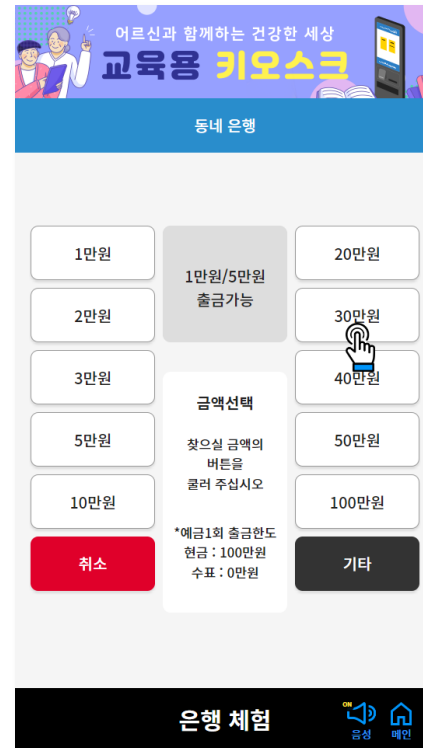 어르신과 함께하는 건강한 세상
교육용 키오스크
동네 은행
1만원
2만원
3만원
5만원
10만원
취소
1만원/5만원
출금가능
금액선택
찾으실 금액의
버튼을
쿨러 주십시오
*예금1회 출금한도
현금 : 100만원
수표 : 0만원
20만원
30만원
40만원
50만원
100만원
기타
은행 체험
ON
음성
메인